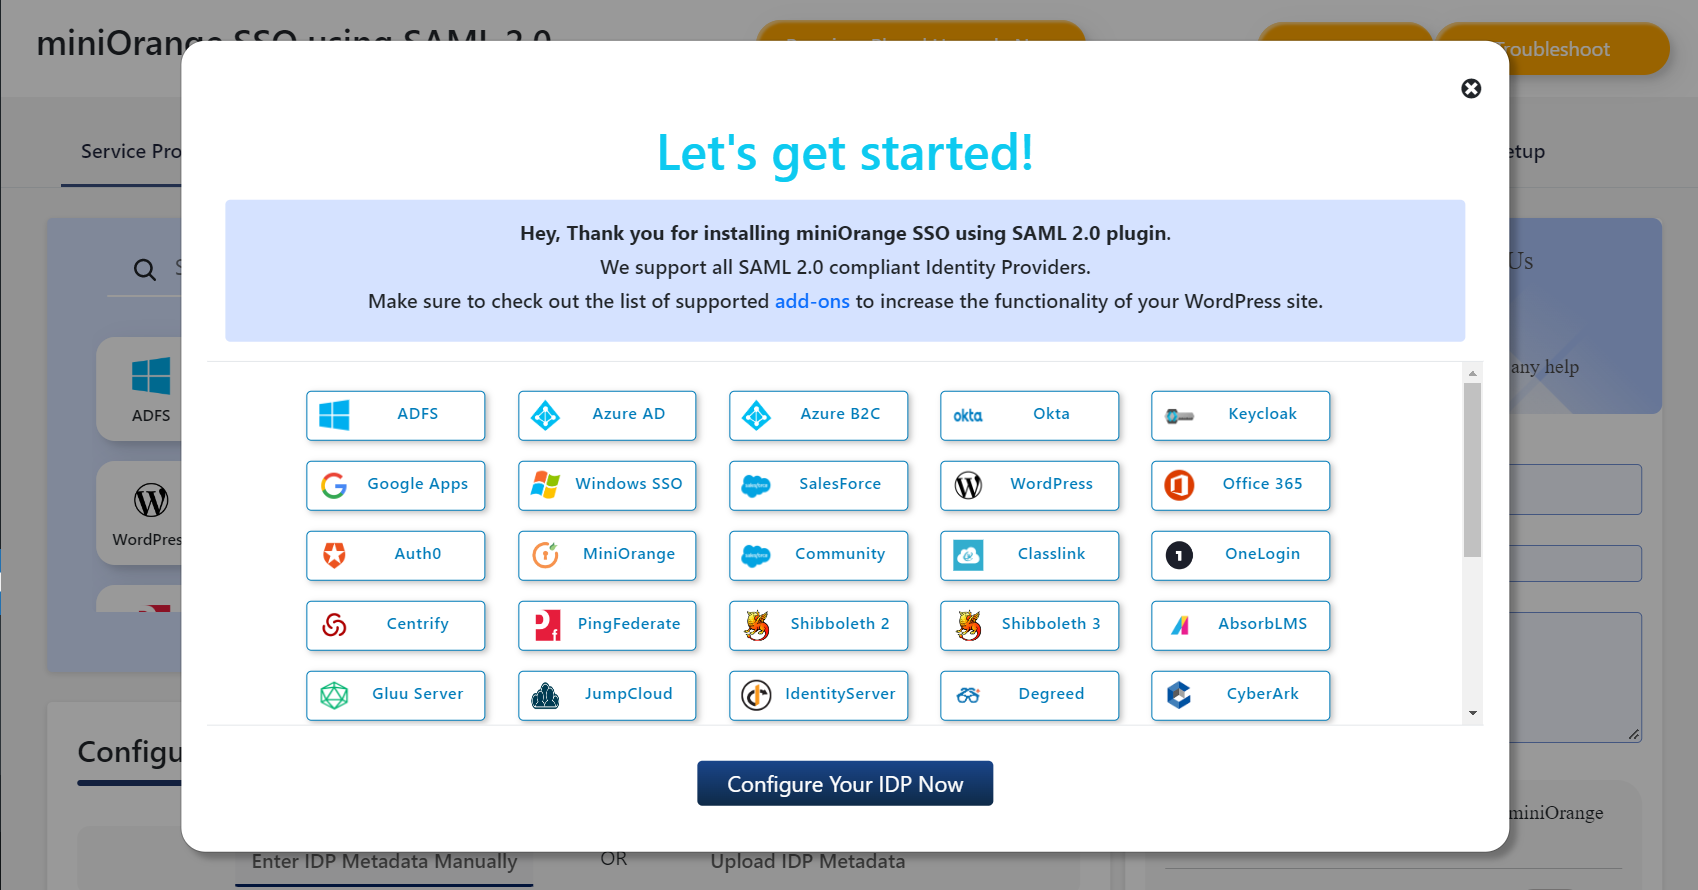 miniOrange SSO using SAML 2.0
Troubleshoot
Service Pro
etup
Let's get started!
Hey, Thank you for installing miniOrange SSO using SAML 2.0 plugin.
We support all SAML 2.0 compliant Identity Providers.
Make sure to check out the list of supported add-ons to increase the functionality of your WordPress site.
Us
any help
ADFS
WordPres
ADFS
Azure AD
Azure B2C
okta Okta
Keycloak
Google Apps
Windows SSO
salesforce SalesForce
WordPress
Office 365
Auth0
MiniOrange
salesforce Community
Classlink
1 OneLogin
Centrify
PingFederate
Shibboleth 2
Shibboleth 3
AbsorbLMS
Gluu Server
JumpCloud
IdentityServer
Degreed
CyberArk
Configu
Configure Your IDP Now
miniOrange
Enter IDP Metadata Manually
OR
Upload IDP Metadata